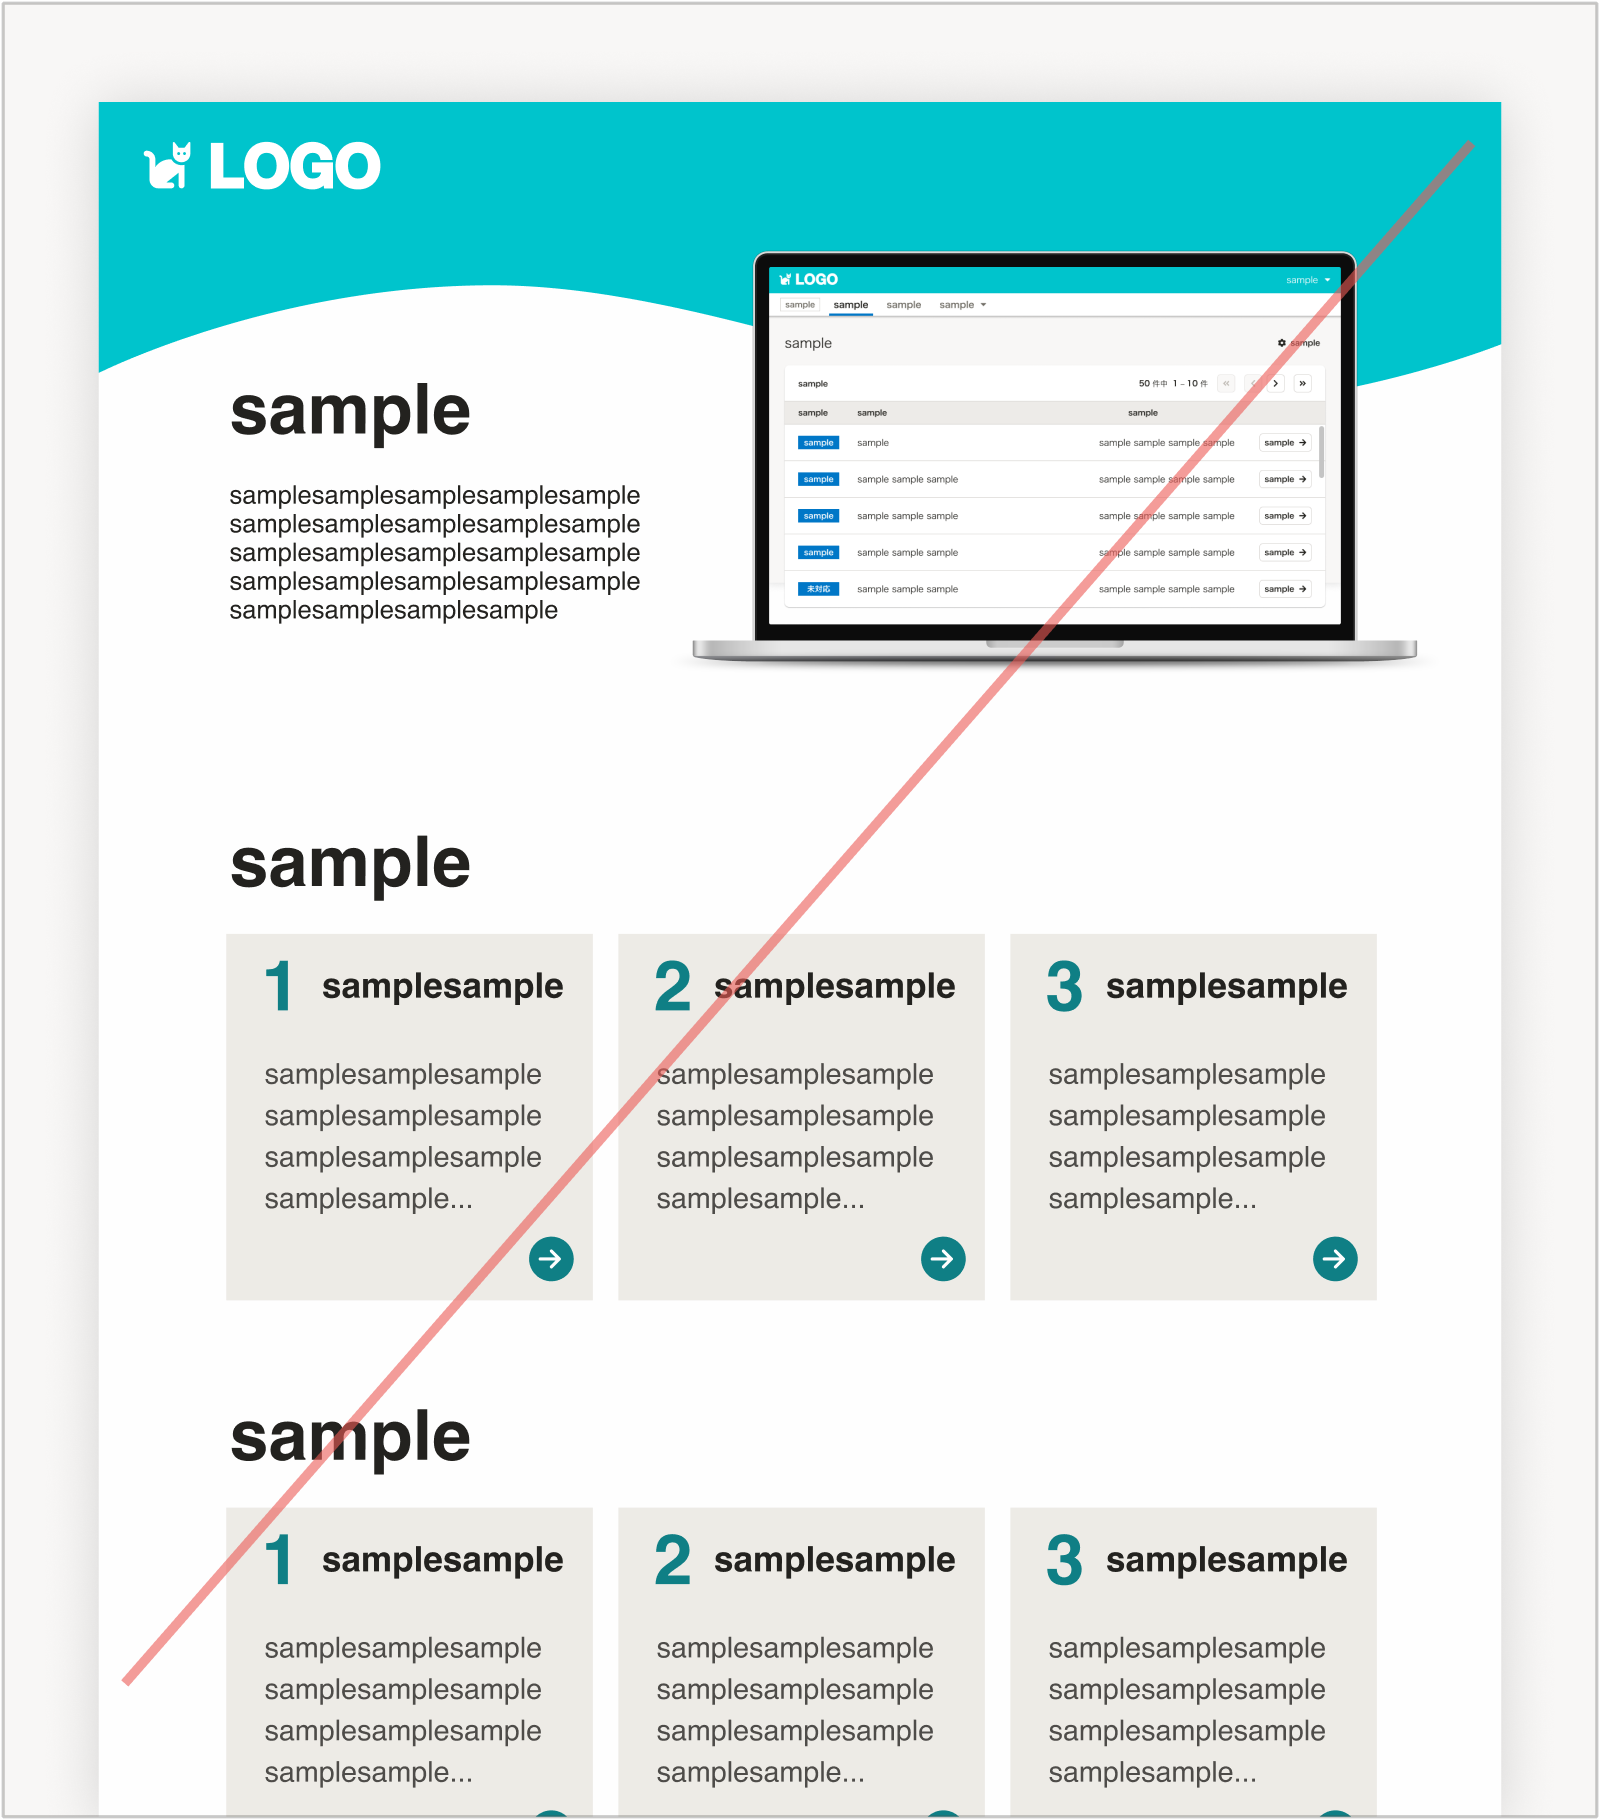 LOGO
LOGO
sample
sample
sample
sample
sample
sample
sample
sample
50 件中 1 – 10 件
sample
sample
sample
sample
sample
sample sample sample sample
sample
sample
sample sample sample
sample sample sample sample
sample
sample
sample sample sample
sample sample sample sample
sample
sample
sample sample sample
sample sample sample sample
sample
未対応
sample sample sample
sample sample sample sample
sample
sample
samplesamplesamplesamplesample
samplesamplesamplesamplesample
samplesamplesamplesamplesample
samplesamplesamplesamplesample
samplesamplesamplesample
sample
1 samplesample
samplesamplesample
samplesamplesample
samplesamplesample
samplesample...
2 samplesample
samplesamplesample
samplesamplesample
samplesamplesample
samplesample...
3 samplesample
samplesamplesample
samplesamplesample
samplesamplesample
samplesample...
sample
1 samplesample
samplesamplesample
samplesamplesample
samplesamplesample
samplesample...
2 samplesample
samplesamplesample
samplesamplesample
samplesamplesample
samplesample...
3 samplesample
samplesamplesample
samplesamplesample
samplesamplesample
samplesample...